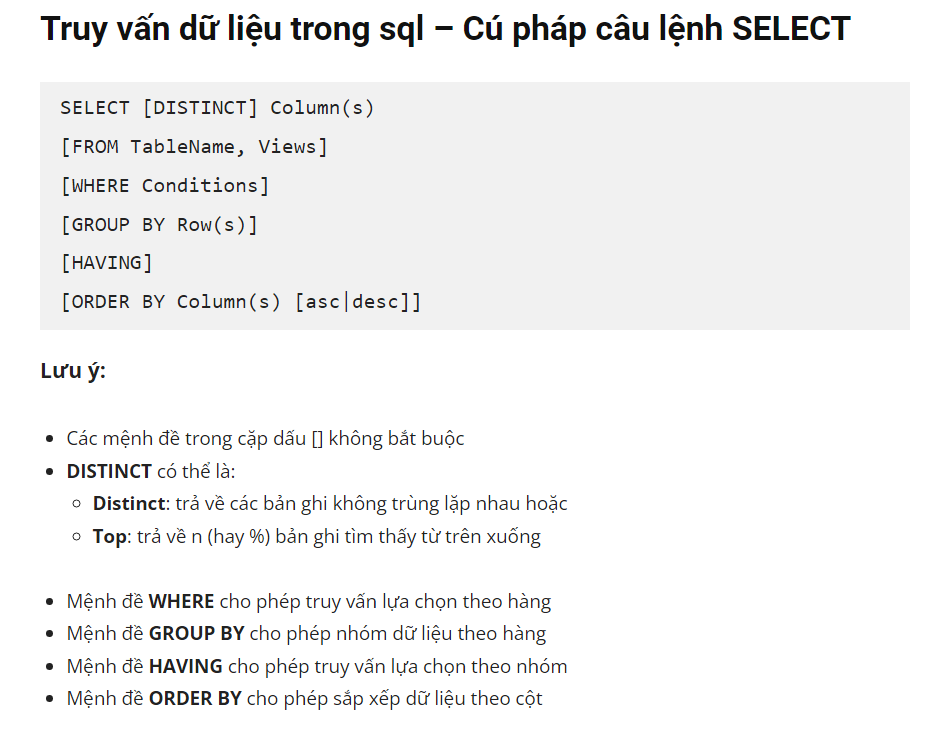 Truy vấn dữ liệu trong sql – Cú pháp câu lệnh SELECT
SELECT [DISTINCT] Column(s)
[FROM TableName, Views]
[WHERE Conditions]
[GROUP BY Row(s)]
[HAVING]
[ORDER BY Column(s) [asc|desc]]
Lưu ý:
Các mệnh đề trong cặp dấu [] không bắt buộc
DISTINCT có thể là:
Distinct: trả về các bản ghi không trùng lặp nhau hoặc
Top: trả về n (hay %) bản ghi tìm thấy từ trên xuống
Mệnh đề WHERE cho phép truy vấn lựa chọn theo hàng
Mệnh đề GROUP BY cho phép nhóm dữ liệu theo hàng
Mệnh đề HAVING cho phép truy vấn lựa chọn theo nhóm
Mệnh đề ORDER BY cho phép sắp xếp dữ liệu theo cột